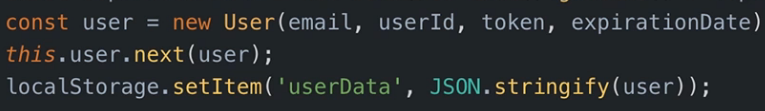 const user = new User(email, userId, token, expirationDate)
this.user.next(user);
localStorage.setItem('userData', JSON.stringify(user));